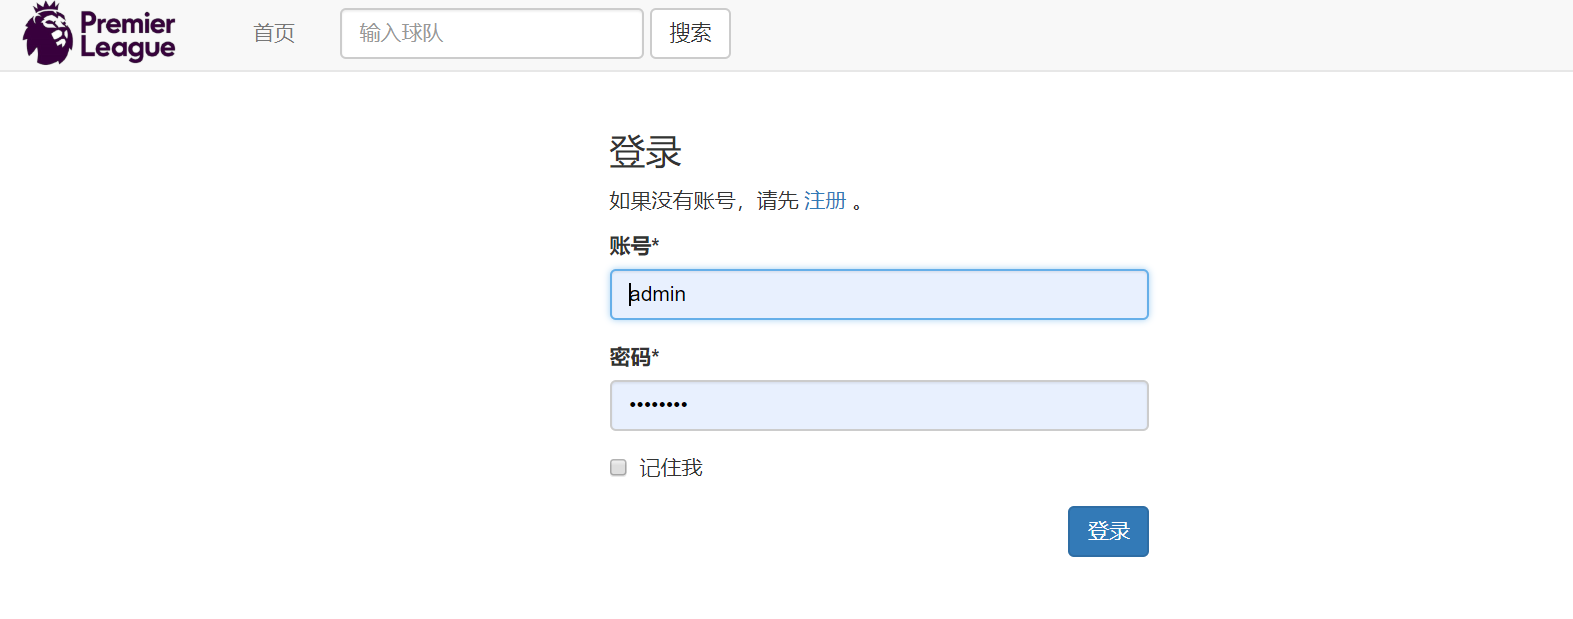 Premier
League
首页
输入球队
搜索
登录
如果没有账号，请先 注册 。
账号*
admin
密码*
••••••••
记住我
登录